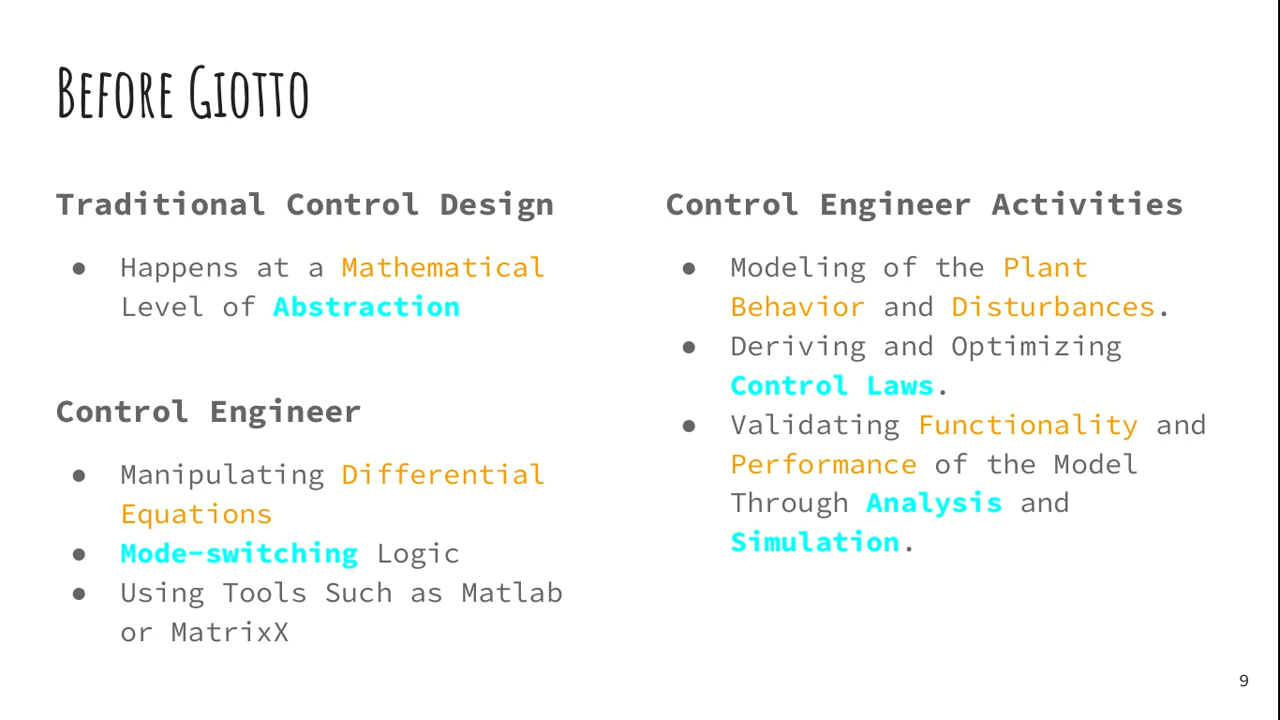 Before Giotto
Traditional Control Design
● Happens at a Mathematical
Level of Abstraction
Control Engineer
● Manipulating Differential
Equations
● Mode-switching Logic
● Using Tools Such as Matlab
or MatrixX
Control Engineer Activities
● Modeling of the Plant
Behavior and Disturbances.
● Deriving and Optimizing
Control Laws.
● Validating Functionality and
Performance of the Model
Through Analysis and
Simulation.
9